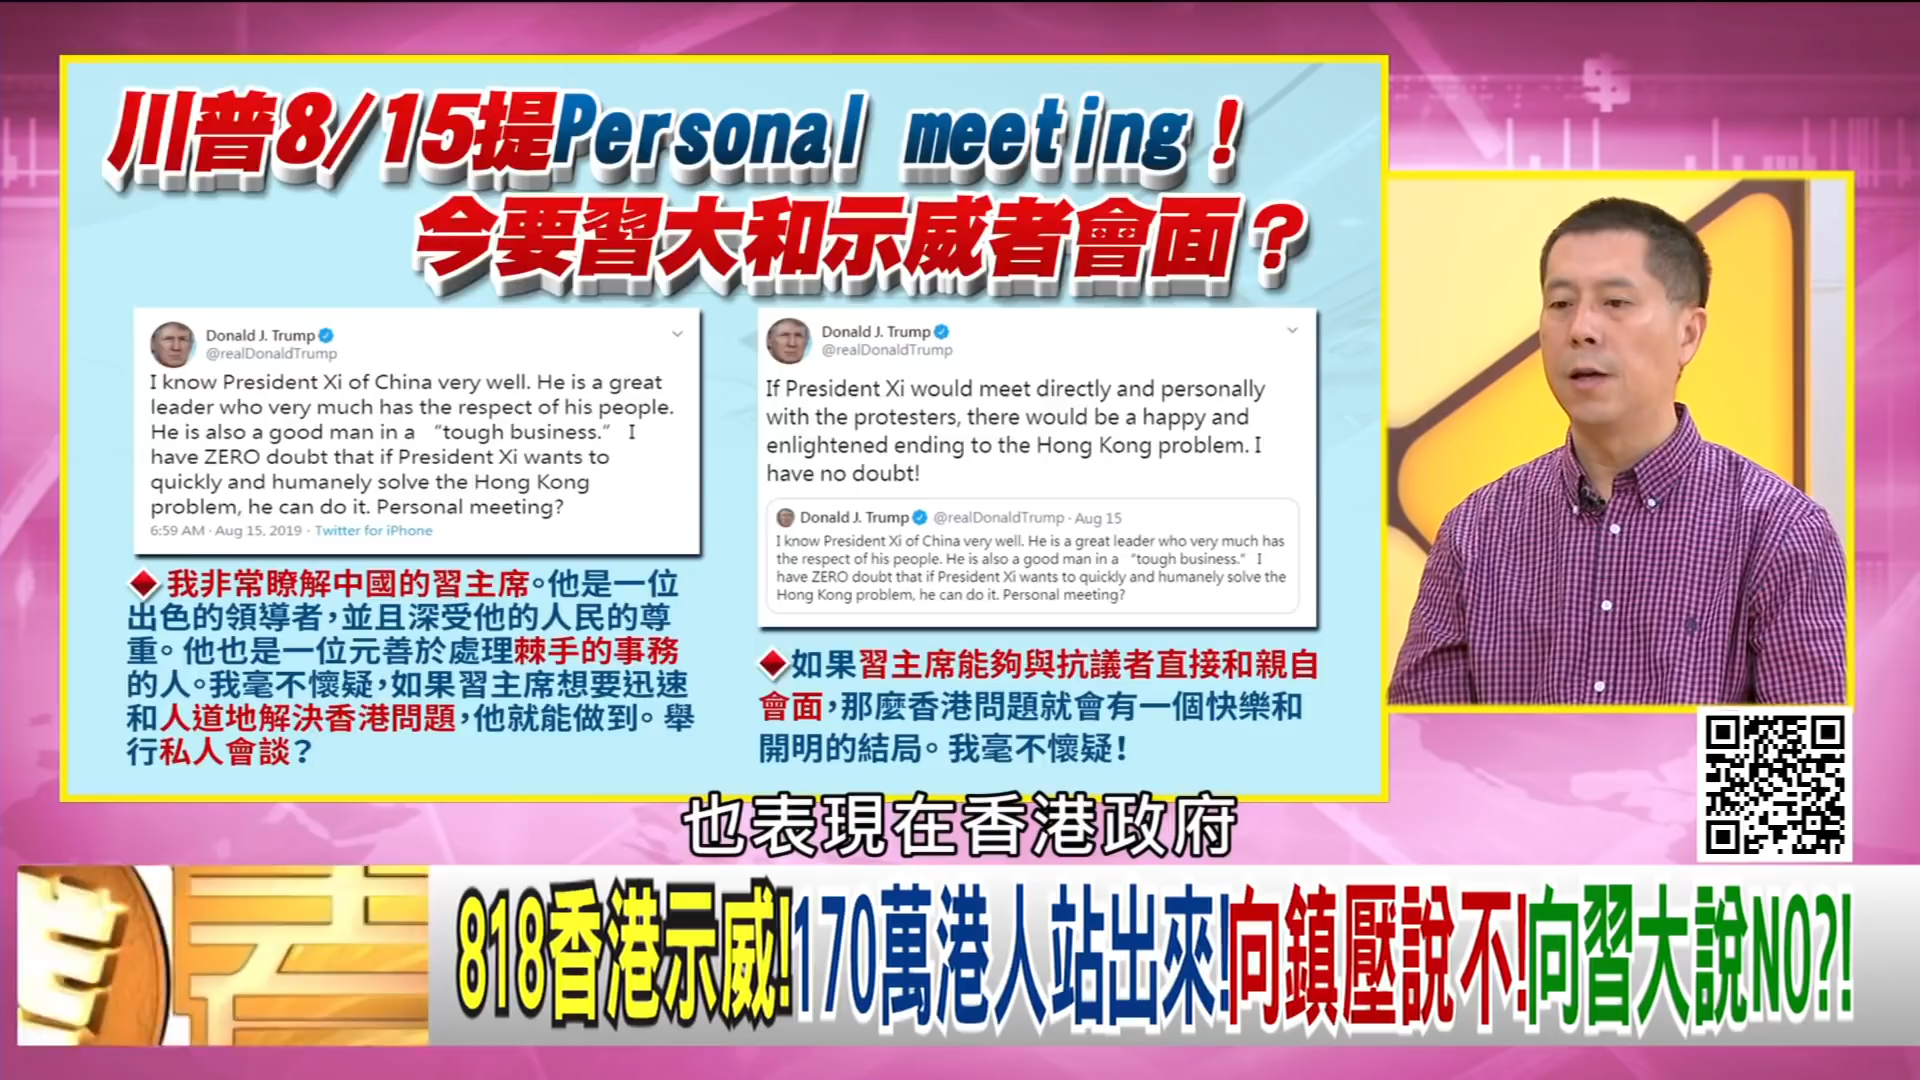 川普8/15提Personal meeting！
今要習大和示威者會面？
Donald J. Trump
@realDonaldTrump
I know President Xi of China very well. He is a great
leader who very much has the respect of his people.
He is also a good man in a “tough business.” I
have ZERO doubt that if President Xi wants to
quickly and humanely solve the Hong Kong
problem, he can do it. Personal meeting?
6:59 AM · Aug 15, 2019 · Twitter for iPhone
我非常瞭解中國的習主席。他是一位
出色的領導者，並且深受他的人民的尊
重。他也是一位元善於處理棘手的事務
的人。我毫不懷疑，如果習主席想要迅速
和人道地解決香港問題，他就能做到。舉
行私人會談？
Donald J. Trump
@realDonaldTrump
If President Xi would meet directly and personally
with the protesters, there would be a happy and
enlightened ending to the Hong Kong problem. I
have no doubt!
Donald J. Trump @realDonaldTrump · Aug 15
I know President Xi of China very well. He is a great leader who very much has
the respect of his people. He is also a good man in a “tough business.” I
have ZERO doubt that if President Xi wants to quickly and humanely solve the
Hong Kong problem, he can do it. Personal meeting?
如果習主席能夠與抗議者直接和親自
會面，那麼香港問題就會有一個快樂和
開明的結局。我毫不懷疑！
也表現在香港政府
818香港示威！170萬港人站出來！向鎮壓說不！向習大說NO？！